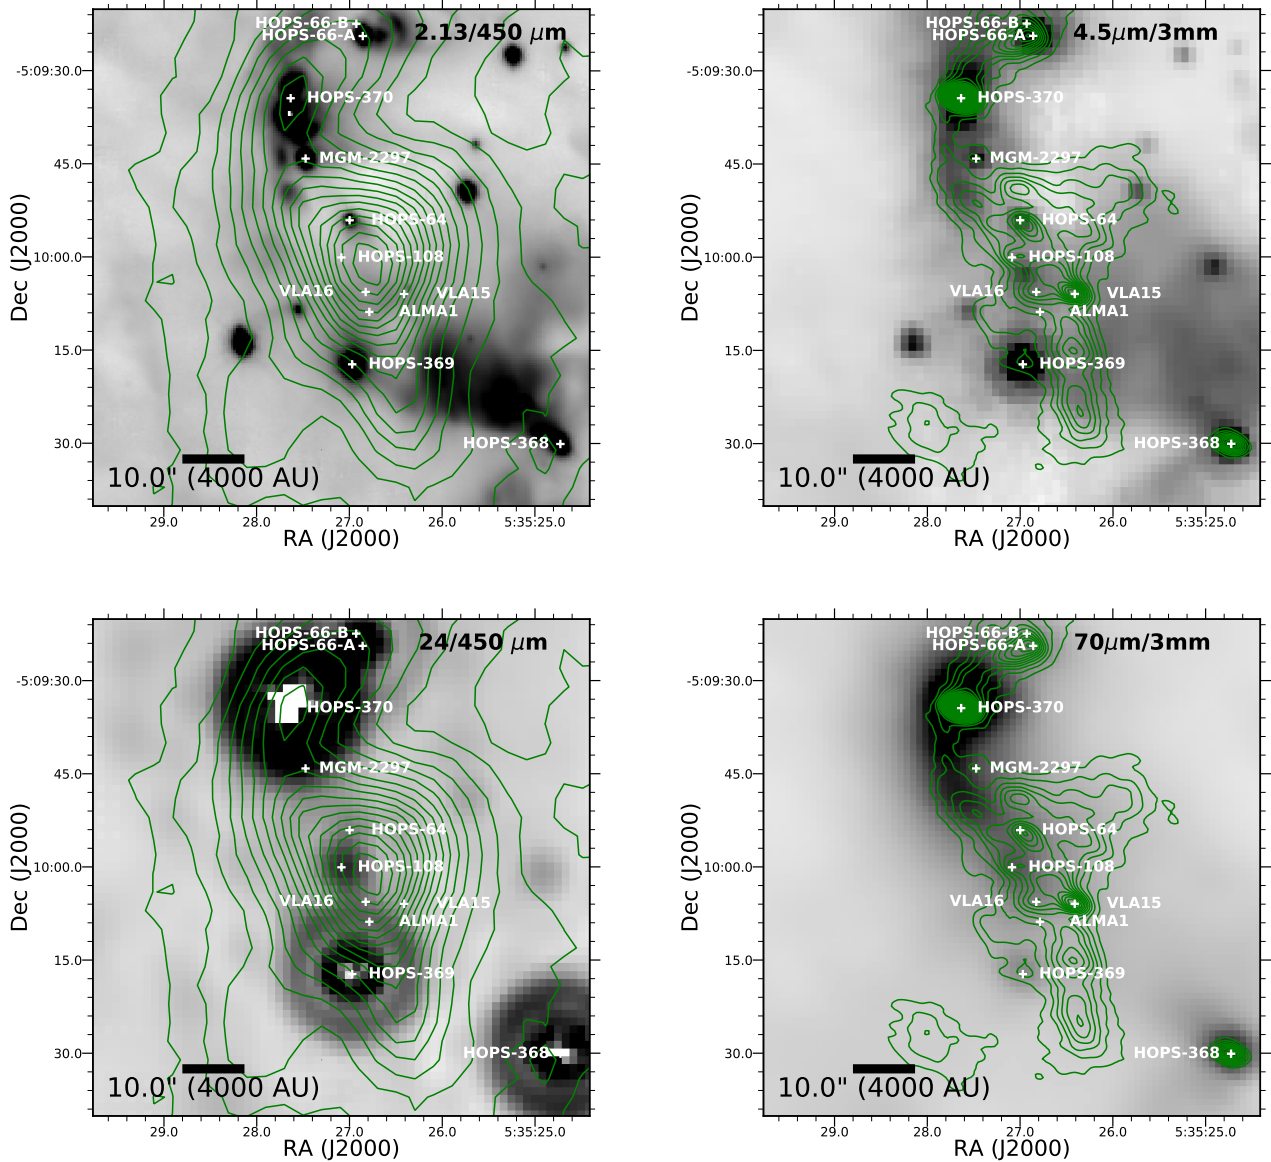 HOPS-66-B
HOPS-66-A
2.13/450 μm
-5:09:30.0
HOPS-370
MGM-2297
45.0
HOPS-64
10:00.0
HOPS-108
VLA16
VLA15
ALMA1
15.0
HOPS-369
30.0
HOPS-368
10.0" (4000 AU)
29.0 28.0 27.0 26.0 5:35:25.0
RA (J2000)
Dec (J2000)
HOPS-66-B
HOPS-66-A
4.5μm/3mm
-5:09:30.0
HOPS-370
MGM-2297
45.0
HOPS-64
10:00.0
HOPS-108
VLA16
VLA15
ALMA1
15.0
HOPS-369
30.0
HOPS-368
10.0" (4000 AU)
29.0 28.0 27.0 26.0 5:35:25.0
RA (J2000)
Dec (J2000)
HOPS-66-B
HOPS-66-A
24/450 μm
-5:09:30.0
HOPS-370
MGM-2297
45.0
HOPS-64
10:00.0
HOPS-108
VLA16
VLA15
ALMA1
15.0
HOPS-369
30.0
HOPS-368
10.0" (4000 AU)
29.0 28.0 27.0 26.0 5:35:25.0
RA (J2000)
Dec (J2000)
HOPS-66-B
HOPS-66-A
70μm/3mm
-5:09:30.0
HOPS-370
MGM-2297
45.0
HOPS-64
10:00.0
HOPS-108
VLA16
VLA15
ALMA1
15.0
HOPS-369
30.0
HOPS-368
10.0" (4000 AU)
29.0 28.0 27.0 26.0 5:35:25.0
RA (J2000)
Dec (J2000)